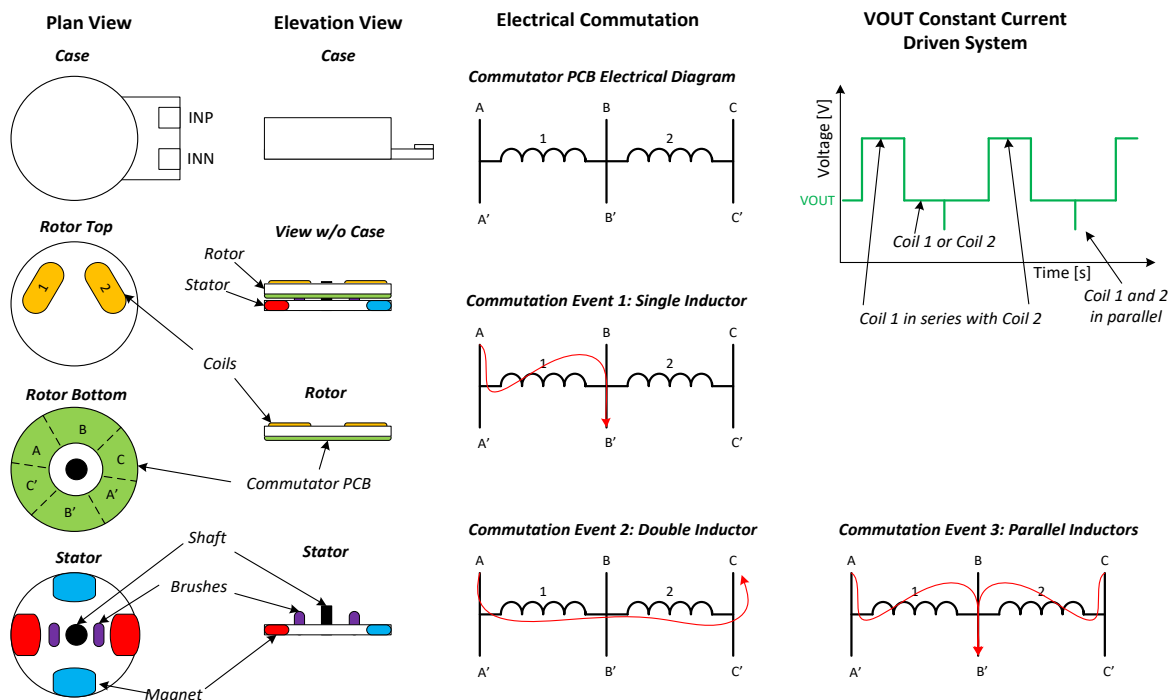 Plan View
Case
INP
INN
Rotor Top
1
2
Coils
Rotor Bottom
B
A
C
C'
A'
B'
Commutator PCB
Stator
Shaft
Brushes
Magnet
Elevation View
Case
View w/o Case
Rotor
Stator
Rotor
Stator
Electrical Commutation
Commutator PCB Electrical Diagram
A B C
1 2
A' B' C'
Commutation Event 1: Single Inductor
A B C
1 2
A' B' C'
Commutation Event 2: Double Inductor
A B C
1 2
A' B' C'
VOUT Constant Current
Driven System
Voltage [V]
VOUT
Coil 1 or Coil 2
Time [s]
Coil 1 in series with Coil 2
Coil 1 and 2
in parallel
Commutation Event 3: Parallel Inductors
A B C
1 2
A' B' C'